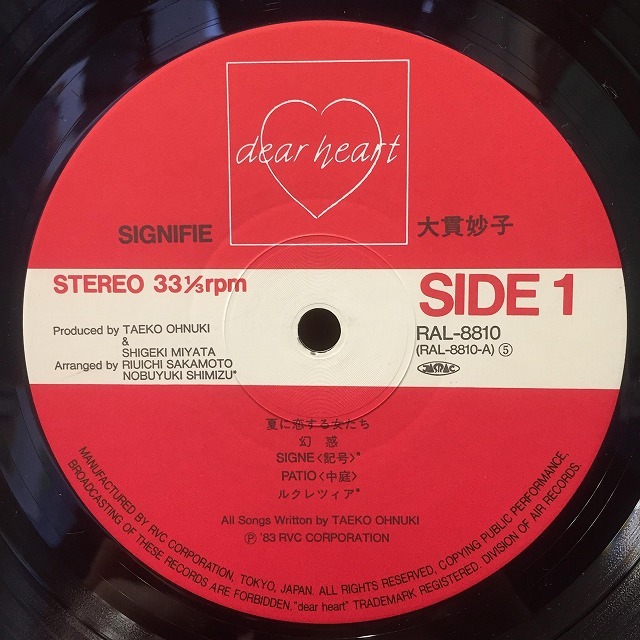 dear heart
SIGNIFIE
大貫妙子
STEREO 33⅓rpm
SIDE 1
Produced by TAEKO OHNUKI
&
SHIGEKI MIYATA
Arranged by RIUICHI SAKAMOTO
NOBUYUKI SHIMIZU*
RAL-8810
(RAL-8810-A) ⑤
JASRAC
夏に恋する女たち
幻惑
SIGNE〈記号〉*
PATIO〈中庭〉
ルクレツィア*
All Songs Written by TAEKO OHNUKI
Ⓟ '83 RVC CORPORATION
MANUFACTURED BY RVC CORPORATION, TOKYO, JAPAN. ALL RIGHTS RESERVED. COPYING PUBLIC PERFORMANCE,
BROADCASTING OF THESE RECORDS ARE FORBIDDEN. "dear heart" TRADEMARK REGISTERED. DIVISION OF AIR RECORDS.